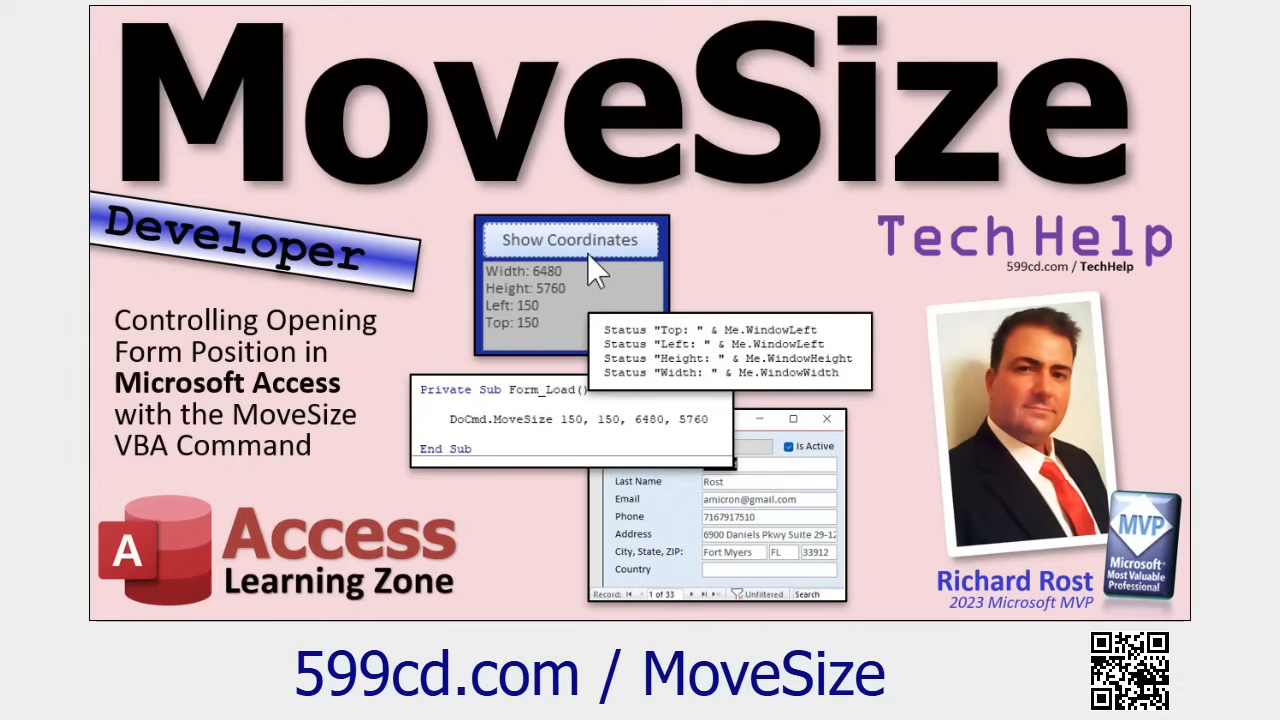 MoveSize
Developer
Tech Help
599cd.com / TechHelp
Controlling Opening
Form Position in
Microsoft Access
with the MoveSize
VBA Command
Show Coordinates
Width: 6480
Height: 5760
Left: 150
Top: 150
Status "Top: " & Me.WindowLeft
Status "Left: " & Me.WindowLeft
Status "Height: " & Me.WindowHeight
Status "Width: " & Me.WindowWidth
Private Sub Form_Load()
DoCmd.MoveSize 150, 150, 6480, 5760
End Sub
Is Active
Last Name Rost
Email amicron@gmail.com
Phone 7167917510
Address 6900 Daniels Pkwy Suite 29-12
City, State, ZIP: Fort Myers FL 33912
Country
Record: 1 of 33 Unfiltered Search
A
Access
Learning Zone
MVP
Microsoft®
Most Valuable
Professional
Richard Rost
2023 Microsoft MVP
599cd.com / MoveSize